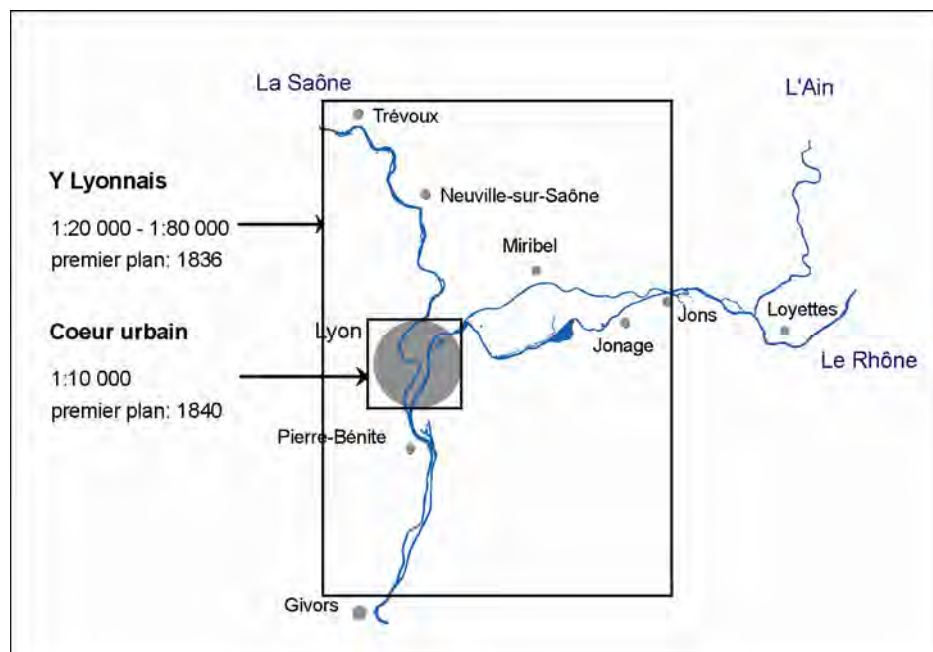 La Saône
L'Ain
Trévoux
Y Lyonnais
Neuville-sur-Saône
1:20 000 - 1:80 000
premier plan: 1836
Miribel
Coeur urbain
Lyon
Jons
Loyettes
Jonage
Le Rhône
1:10 000
premier plan: 1840
Pierre-Bénite
Givors